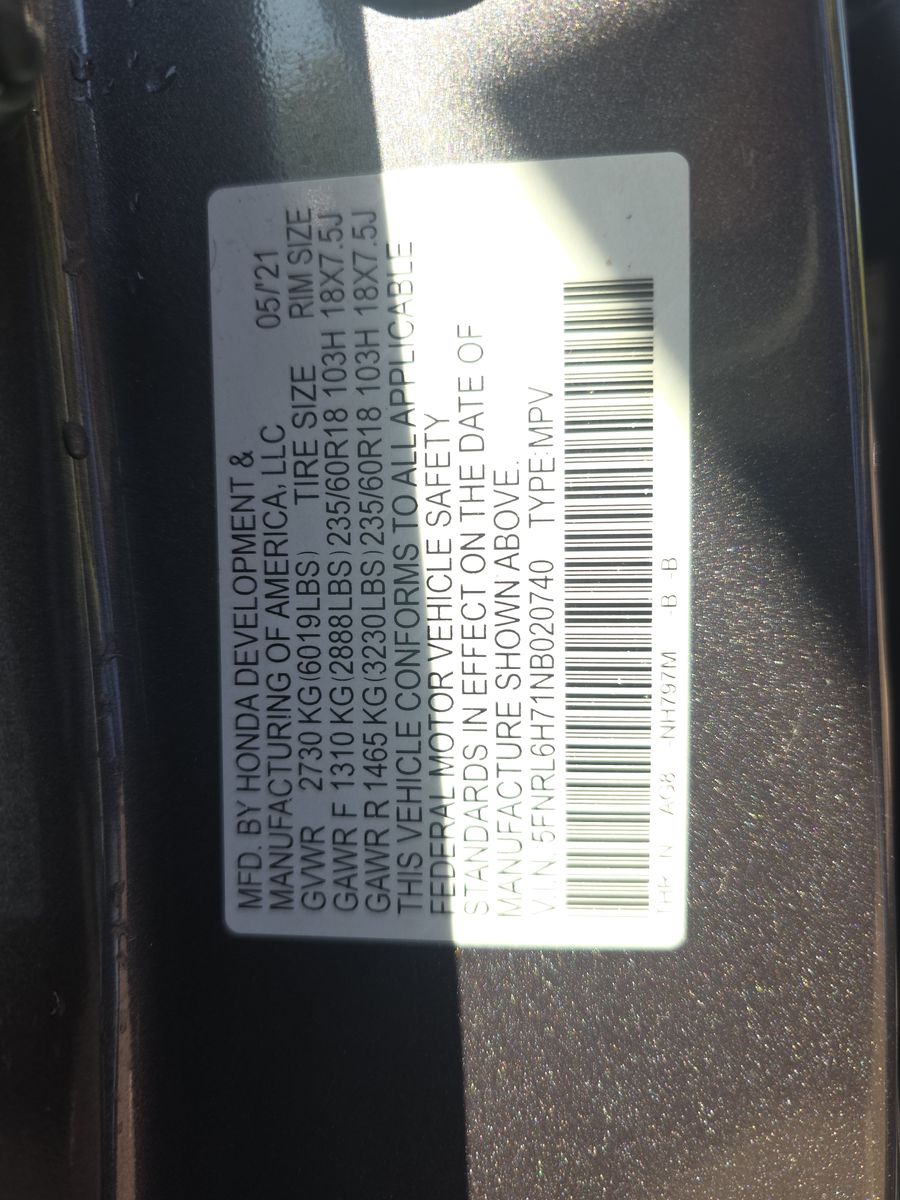 MFD. BY HONDA DEVELOPMENT &
MANUFACTURING OF AMERICA, LLC 05/'21
GVWR 2730 KG(6019LBS) TIRE SIZE RIM SIZE
GAWR F 1310 KG(2888LBS)235/60R18 103H 18X7.5J
GAWR R 1465 KG(3230LBS)235/60R18 103H 18X7.5J
THIS VEHICLE CONFORMS TO ALL APPLICABLE
FEDERAL MOTOR VEHICLE SAFETY
STANDARDS IN EFFECT ON THE DATE OF
MANUFACTURE SHOWN ABOVE.
V.I.N. 5FNRL6H71NB020740 TYPE:MPV
THR N AG8 -NH797M -B -B